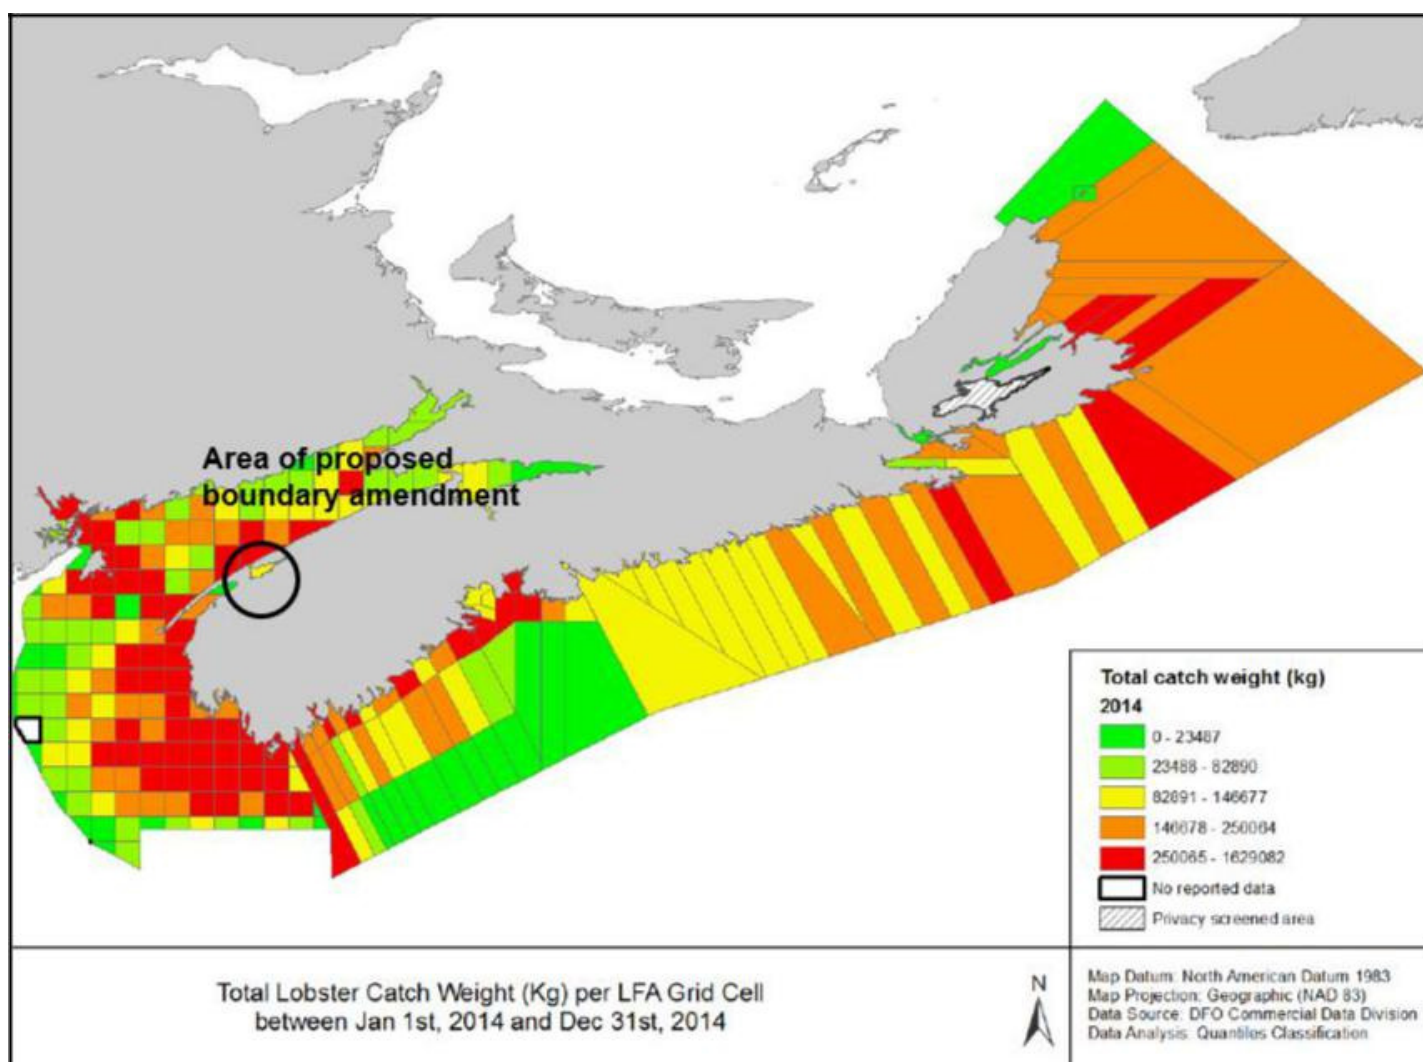 Area of proposed
boundary amendment
Total catch weight (kg)
2014
0 - 23487
23488 - 82890
82891 - 146677
146678 - 250064
250065 - 1629082
No reported data
Privacy screened area
Total Lobster Catch Weight (Kg) per LFA Grid Cell
between Jan 1st, 2014 and Dec 31st, 2014
N
Map Datum: North American Datum 1983
Map Projection: Geographic (NAD 83)
Data Source: DFO Commercial Data Division
Data Analysis: Quantiles Classification